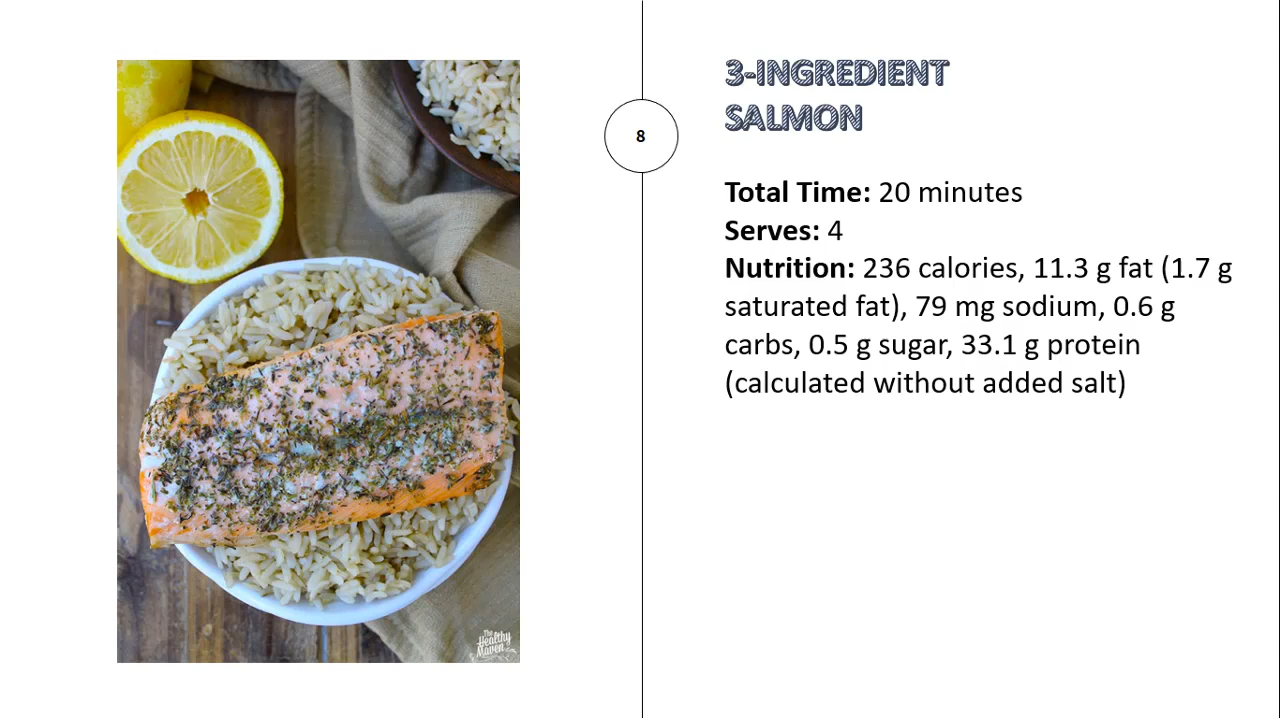 8
3-INGREDIENT
SALMON
Total Time: 20 minutes
Serves: 4
Nutrition: 236 calories, 11.3 g fat (1.7 g
saturated fat), 79 mg sodium, 0.6 g
carbs, 0.5 g sugar, 33.1 g protein
(calculated without added salt)
The
Healthy
Maven